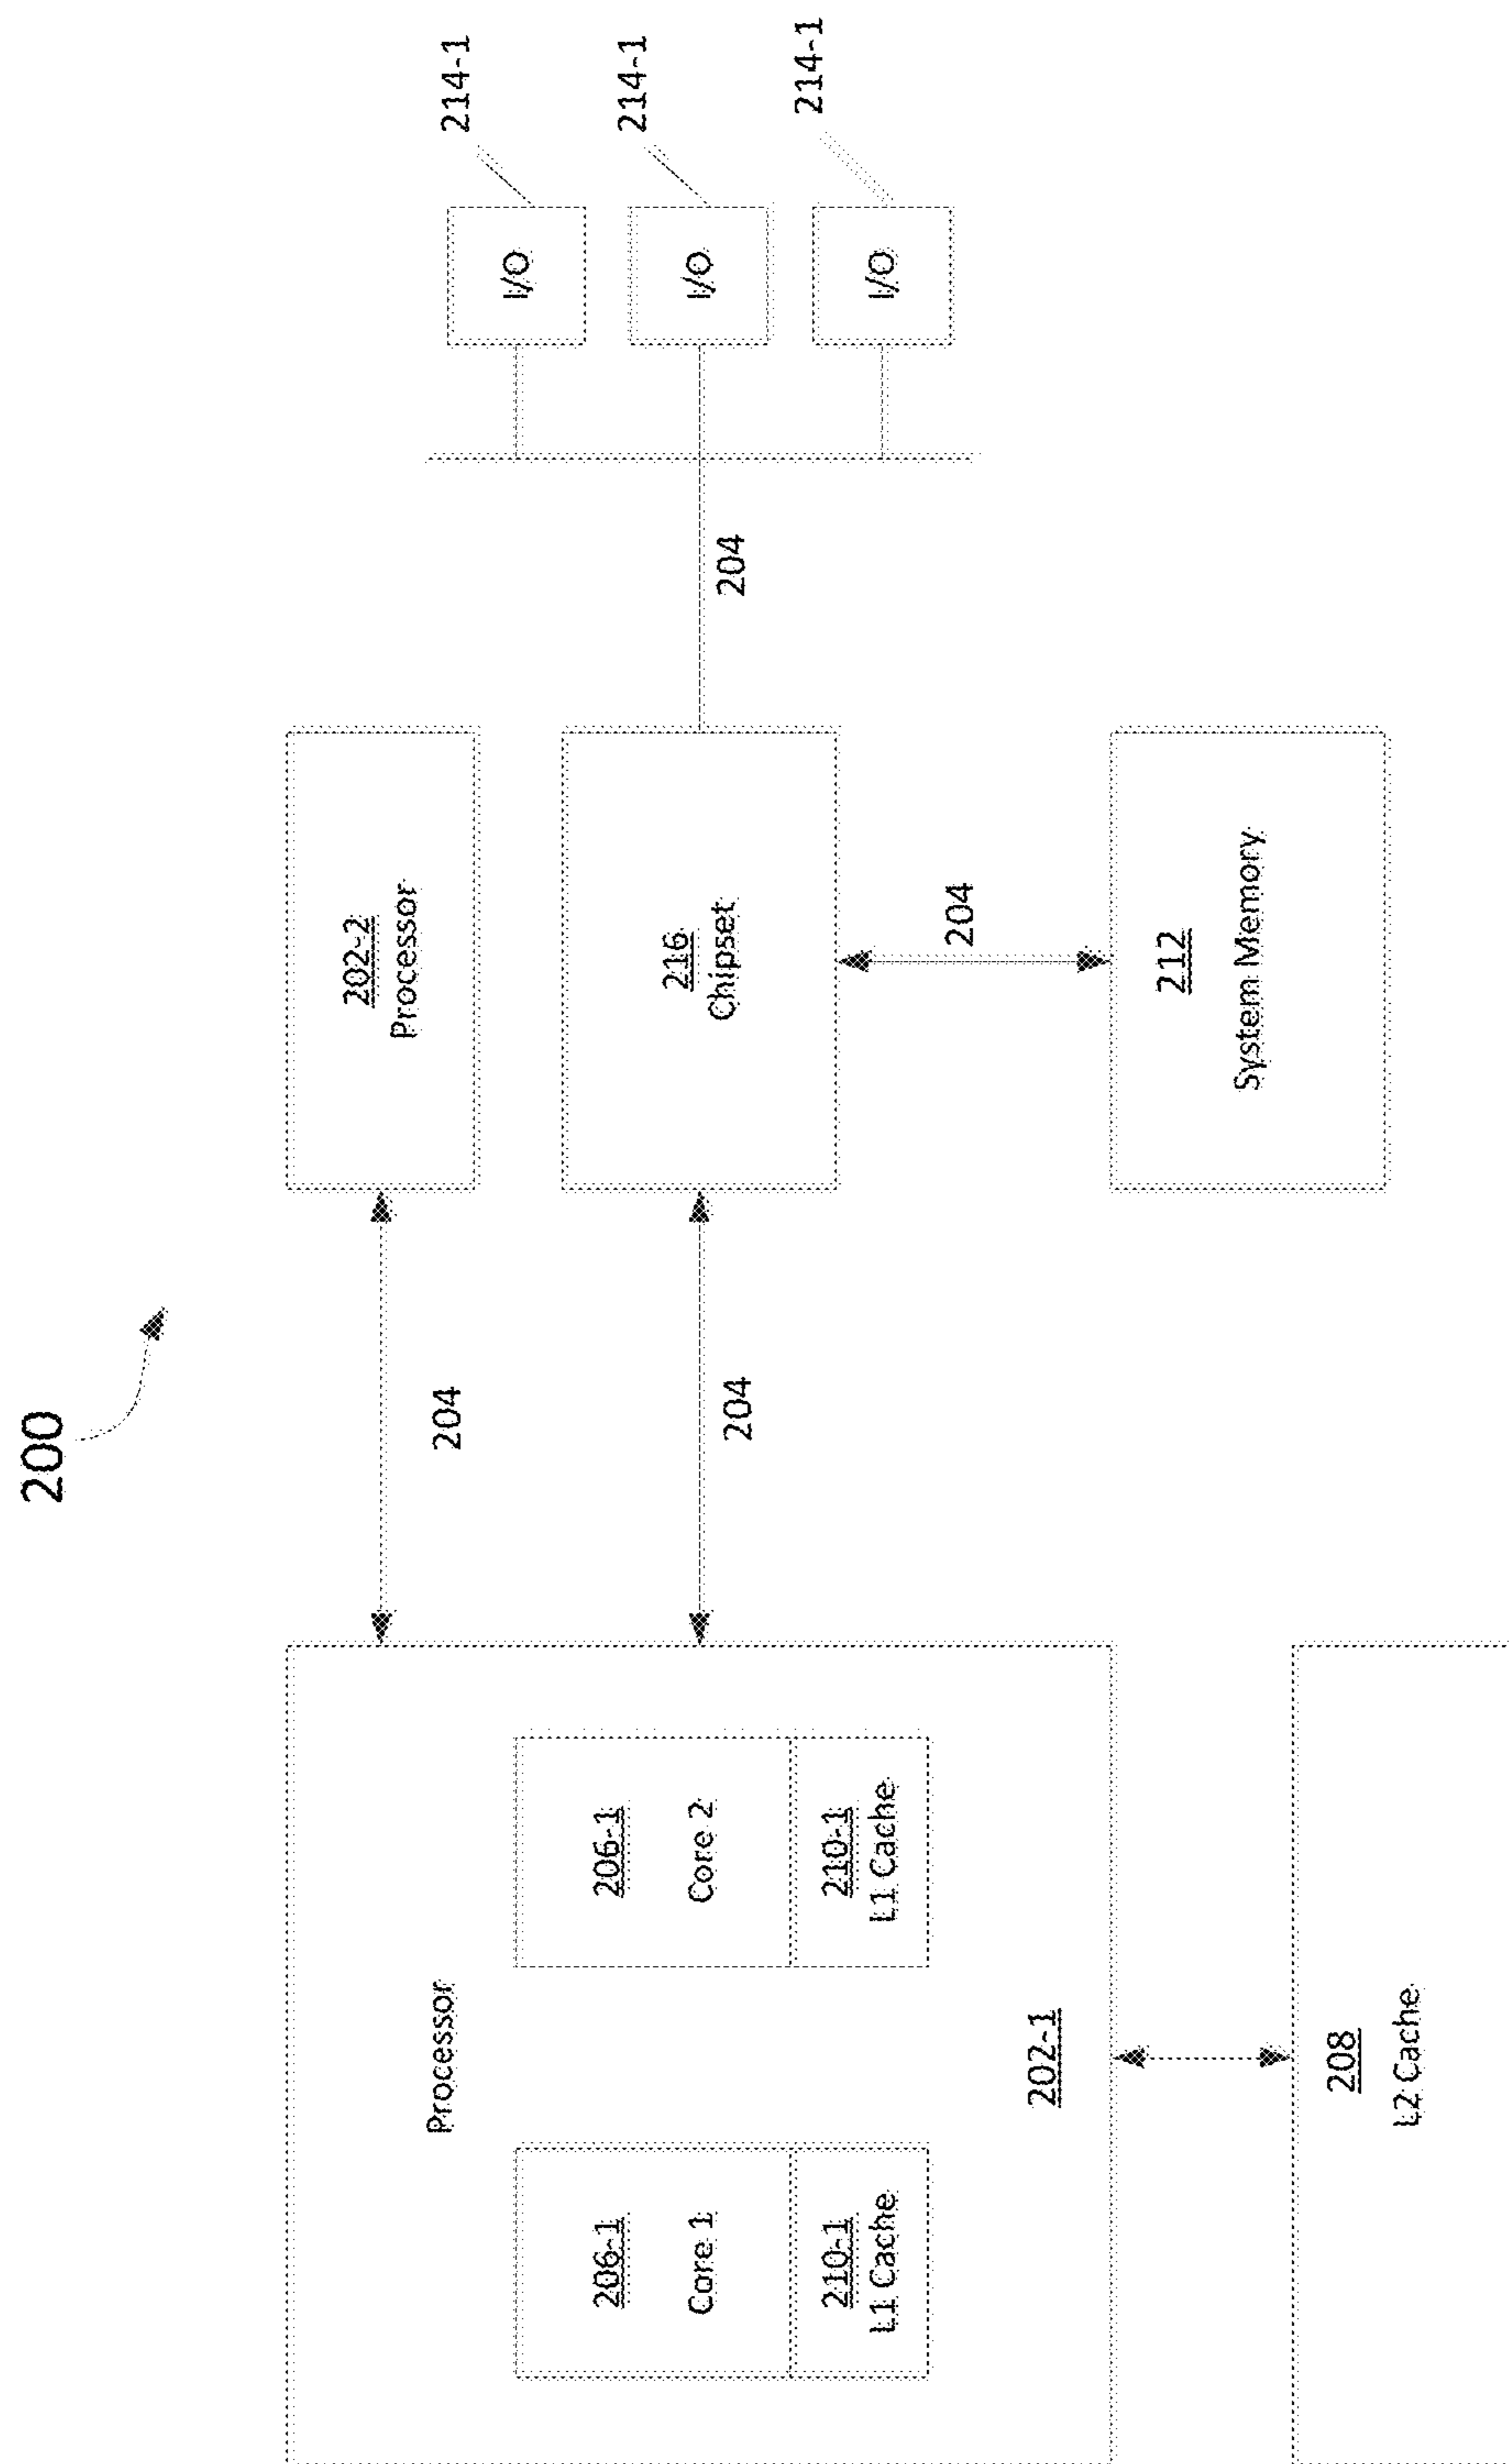 200
Processor
206-1
Core 1
210-1
L1 Cache
206-1
Core 2
210-1
L1 Cache
202-1
208
L2 Cache
204
204
202-2
Processor
216
Chipset
204
212
System Memory
204
I/O
214-1
I/O
214-1
I/O
214-1